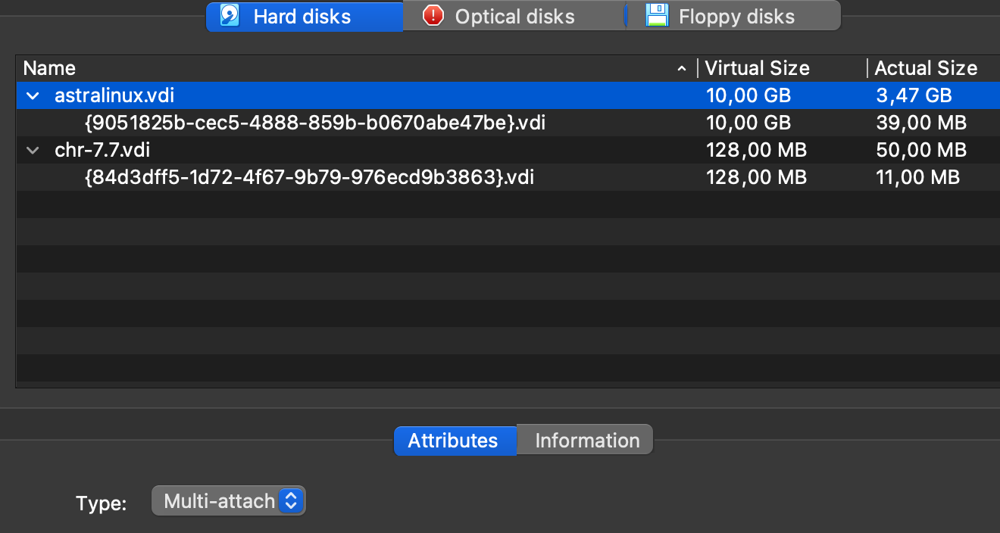 Hard disks Optical disks Floppy disks
Name Virtual Size Actual Size
astralinux.vdi 10,00 GB 3,47 GB
{9051825b-cec5-4888-859b-b0670abe47be}.vdi 10,00 GB 39,00 MB
chr-7.7.vdi 128,00 MB 50,00 MB
{84d3dff5-1d72-4f67-9b79-976ecd9b3863}.vdi 128,00 MB 11,00 MB
Attributes Information
Type: Multi-attach